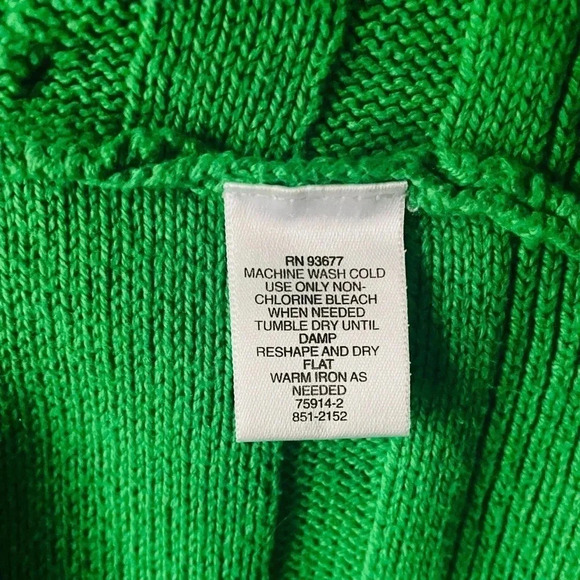 RN 93677
MACHINE WASH COLD
USE ONLY NON-
CHLORINE BLEACH
WHEN NEEDED
TUMBLE DRY UNTIL
DAMP
RESHAPE AND DRY
FLAT
WARM IRON AS
NEEDED
75914-2
851-2152